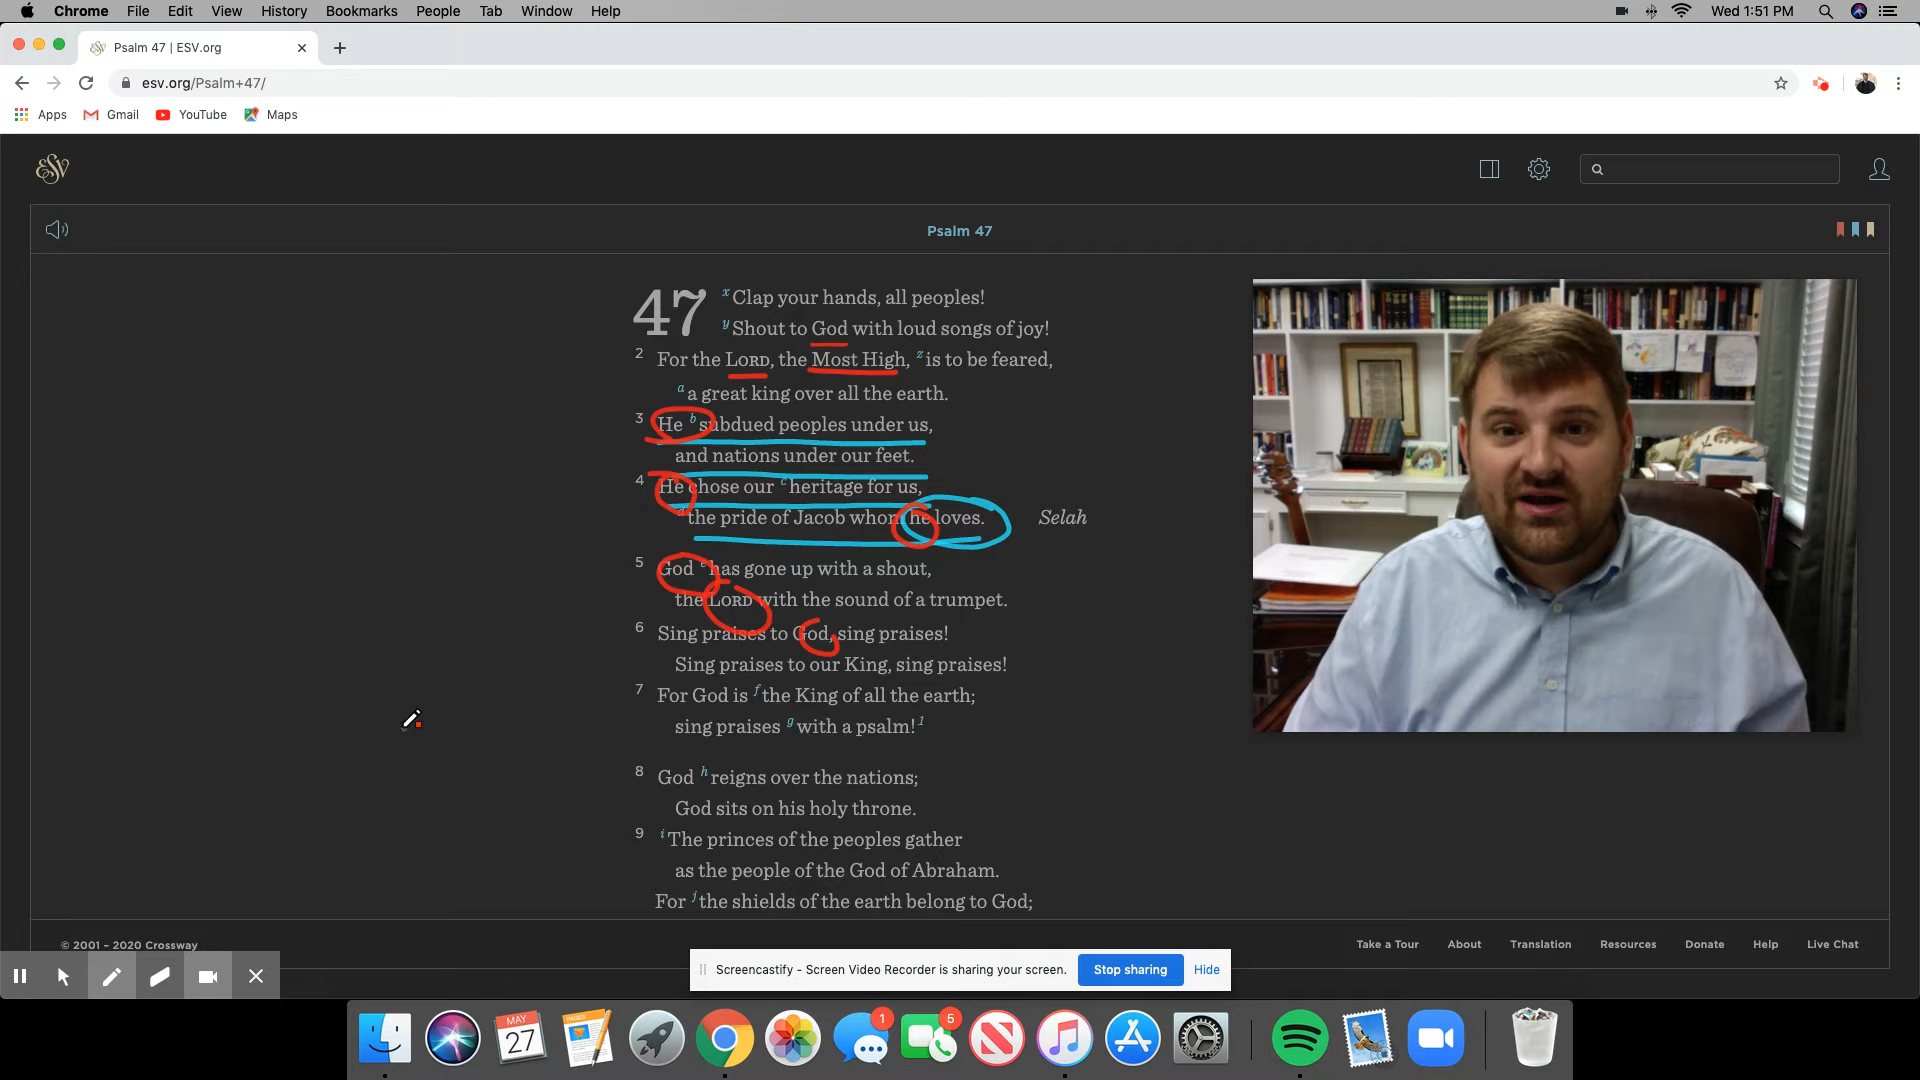 Chrome File Edit View History Bookmarks People Tab Window Help Wed 1:51 PM
Psalm 47 | ESV.org
esv.org/Psalm+47/
Apps Gmail YouTube Maps
ESV
Psalm 47
47 x Clap your hands, all peoples!
y Shout to God with loud songs of joy!
2 For the LORD, the Most High, z is to be feared,
a a great king over all the earth.
3 He b subdued peoples under us,
and nations under our feet.
4 He chose our c heritage for us,
d the pride of Jacob whom he loves. Selah
5 God e has gone up with a shout,
the LORD with the sound of a trumpet.
6 Sing praises to God, sing praises!
Sing praises to our King, sing praises!
7 For God is f the King of all the earth;
sing praises g with a psalm! 1
8 God h reigns over the nations;
God sits on his holy throne.
9 i The princes of the peoples gather
as the people of the God of Abraham.
For j the shields of the earth belong to God;
© 2001 – 2020 Crossway Take a Tour About Translation Resources Donate Help Live Chat
Screencastify - Screen Video Recorder is sharing your screen. Stop sharing Hide
MAY
27
PAGES
1
5